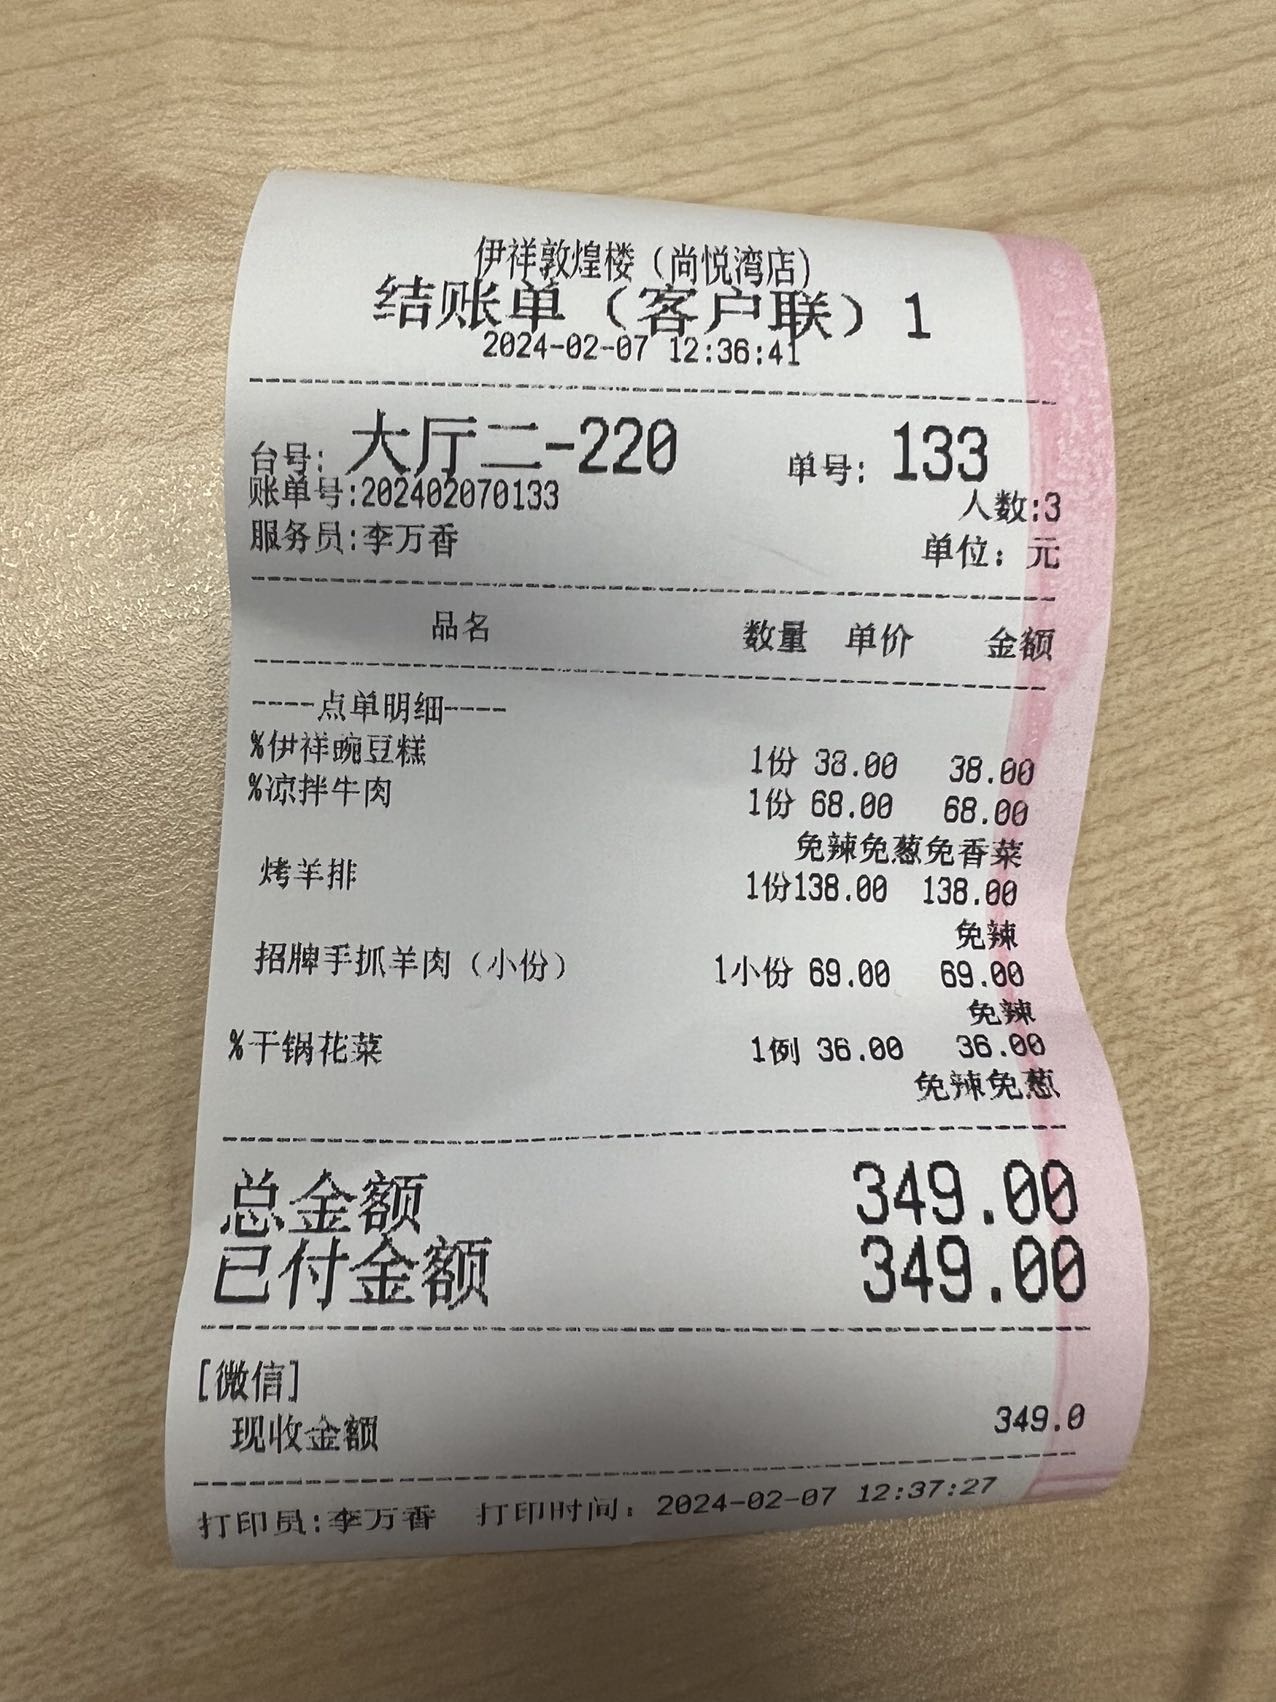 伊祥敦煌楼（尚悦湾店）
结账单（客户联）1
2024-02-07 12:36:41
台号: 大厅二-220 单号: 133
账单号:202402070133 人数:3
服务员:李万香 单位: 元
品名 数量 单价 金额
----点单明细----
%伊祥豌豆糕 1份 38.00 38.00
%凉拌牛肉 1份 68.00 68.00
免辣免葱免香菜
烤羊排 1份138.00 138.00
免辣
招牌手抓羊肉（小份） 1小份 69.00 69.00
免辣
%干锅花菜 1例 36.00 36.00
免辣免葱
总金额 349.00
已付金额 349.00
[微信]
现收金额 349.0
打印员:李万香 打印时间: 2024-02-07 12:37:27